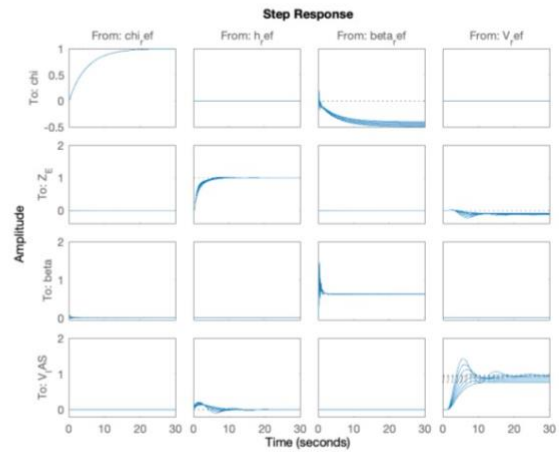 Step Response
From: chi_ref
From: h_ref
From: beta_ref
From: V_ref
Amplitude
To: chi
1
0.5
0
-0.5
To: Z_E
2
1
0
To: beta
2
1
0
To: V_IAS
2
1
0
0 10 20 30
0 10 20 30
0 10 20 30
0 10 20 30
Time (seconds)